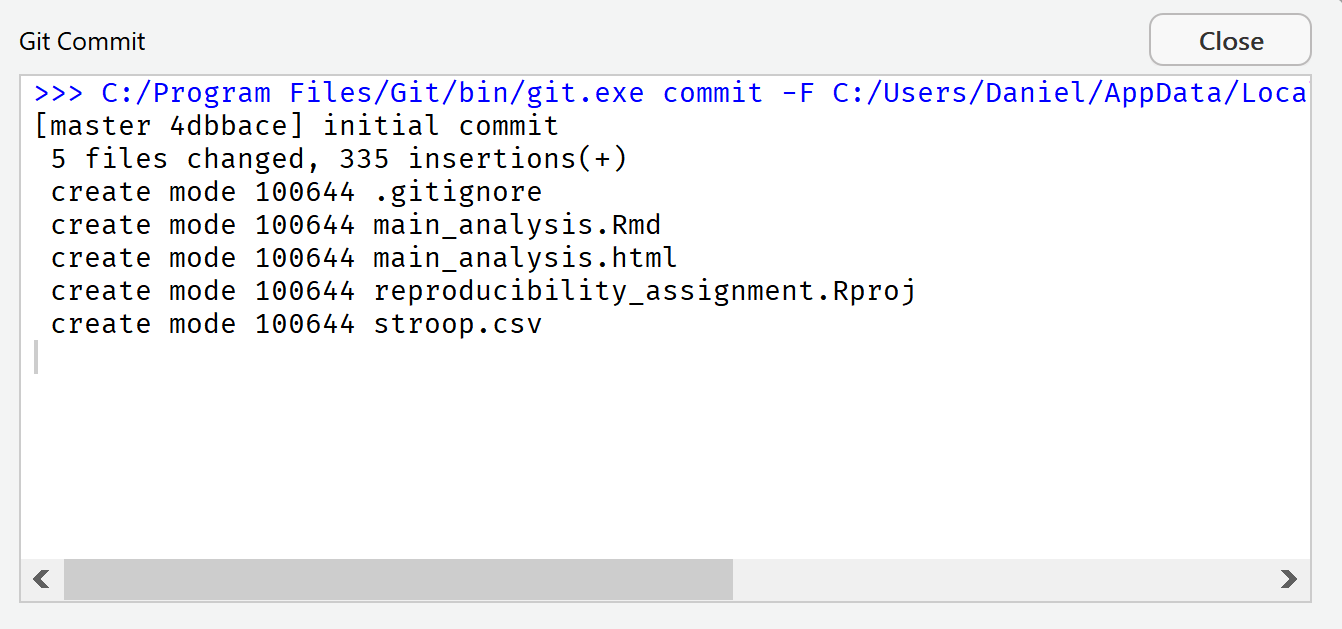 Git Commit
Close
>>> C:/Program Files/Git/bin/git.exe commit -F C:/Users/Daniel/AppData/Loca
[master 4dbbace] initial commit
 5 files changed, 335 insertions(+)
 create mode 100644 .gitignore
 create mode 100644 main_analysis.Rmd
 create mode 100644 main_analysis.html
 create mode 100644 reproducibility_assignment.Rproj
 create mode 100644 stroop.csv